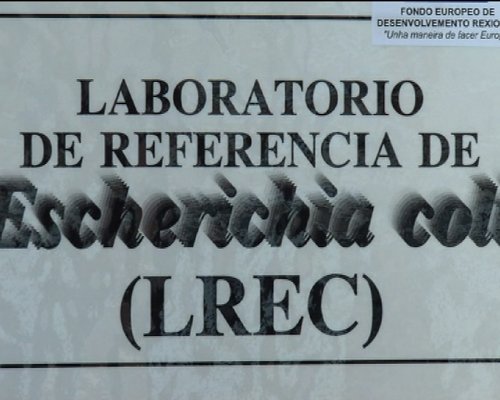 FONDO EUROPEO DE
DESENVOLVEMENTO REXIO
"Unha maneira de facer Europ
LABORATORIO
DE REFERENCIA DE
Escherichia coli
(LREC)